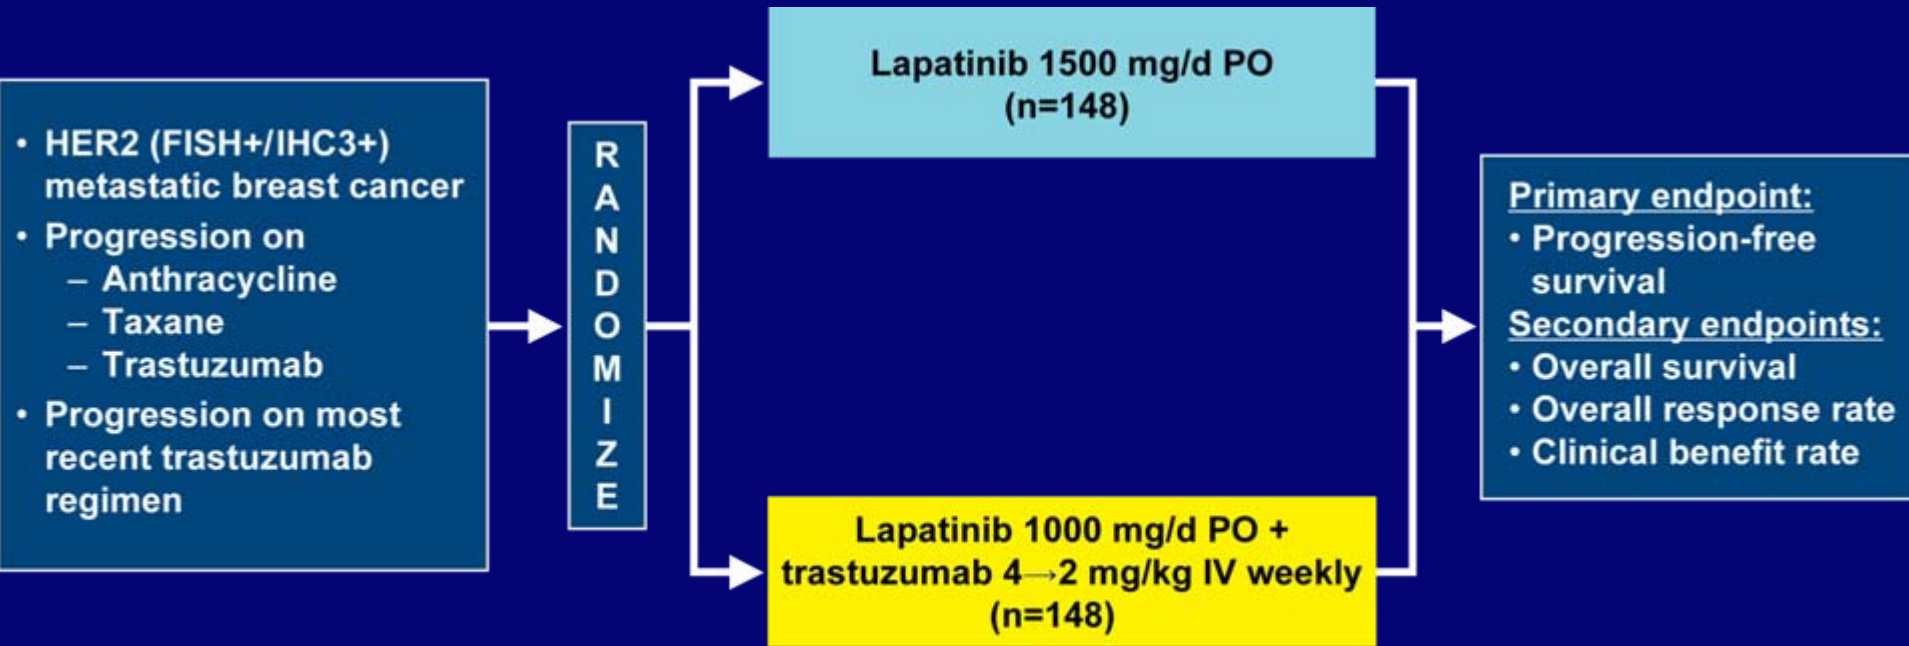 • HER2 (FISH+/IHC3+)
metastatic breast cancer
• Progression on
– Anthracycline
– Taxane
– Trastuzumab
• Progression on most
recent trastuzumab
regimen
R
A
N
D
O
M
I
Z
E
Lapatinib 1500 mg/d PO
(n=148)
Lapatinib 1000 mg/d PO +
trastuzumab 4→2 mg/kg IV weekly
(n=148)
Primary endpoint:
• Progression-free
survival
Secondary endpoints:
• Overall survival
• Overall response rate
• Clinical benefit rate